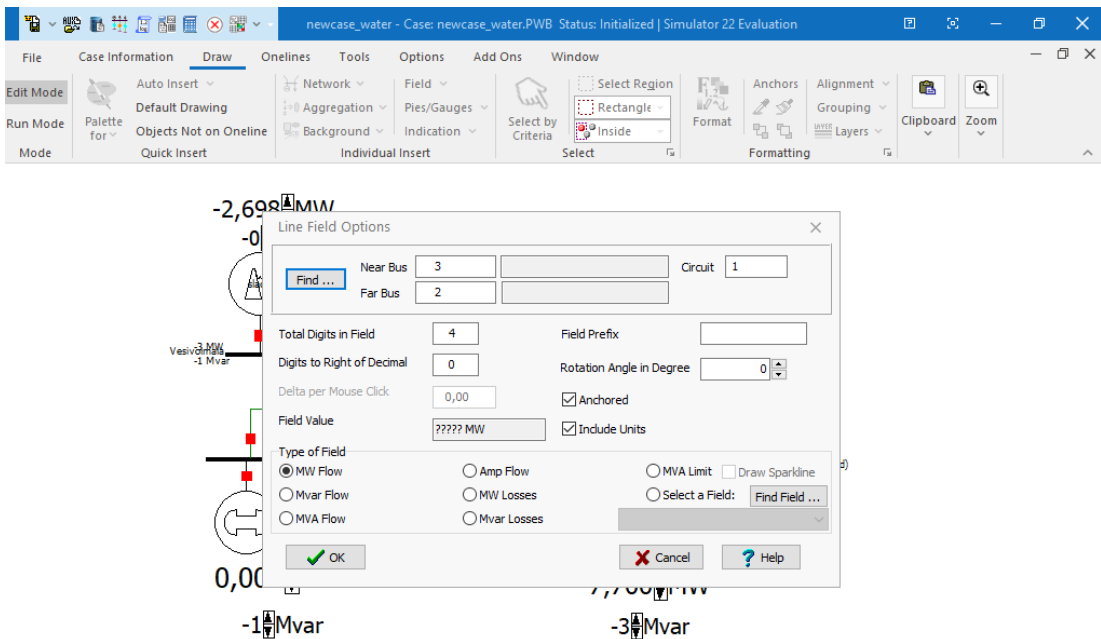 newcase_water - Case: newcase_water.PWB Status: Initialized | Simulator 22 Evaluation
File Case Information Draw Onelines Tools Options Add Ons Window
Edit Mode
Run Mode
Mode
Palette for
Auto Insert
Default Drawing
Objects Not on Oneline
Quick Insert
Network
Aggregation
Background
Field
Pies/Gauges
Indication
Individual Insert
Select by Criteria
Select Region
Rectangle
Inside
Select
Format
Anchors
Alignment
Grouping
Layers
Formatting
Clipboard
Zoom
-2,698 MW
-0
Vesivoimala
-3 MW
-1 Mvar
Line Field Options
Find ...
Near Bus 3
Far Bus 2
Circuit 1
Total Digits in Field 4
Digits to Right of Decimal 0
Delta per Mouse Click 0,00
Field Value ????? MW
Field Prefix
Rotation Angle in Degree 0
Anchored
Include Units
Type of Field
MW Flow Amp Flow MVA Limit Draw Sparkline
Mvar Flow MW Losses Select a Field: Find Field ...
MVA Flow Mvar Losses
OK Cancel Help
d)
0,00
-1 Mvar
-3 Mvar